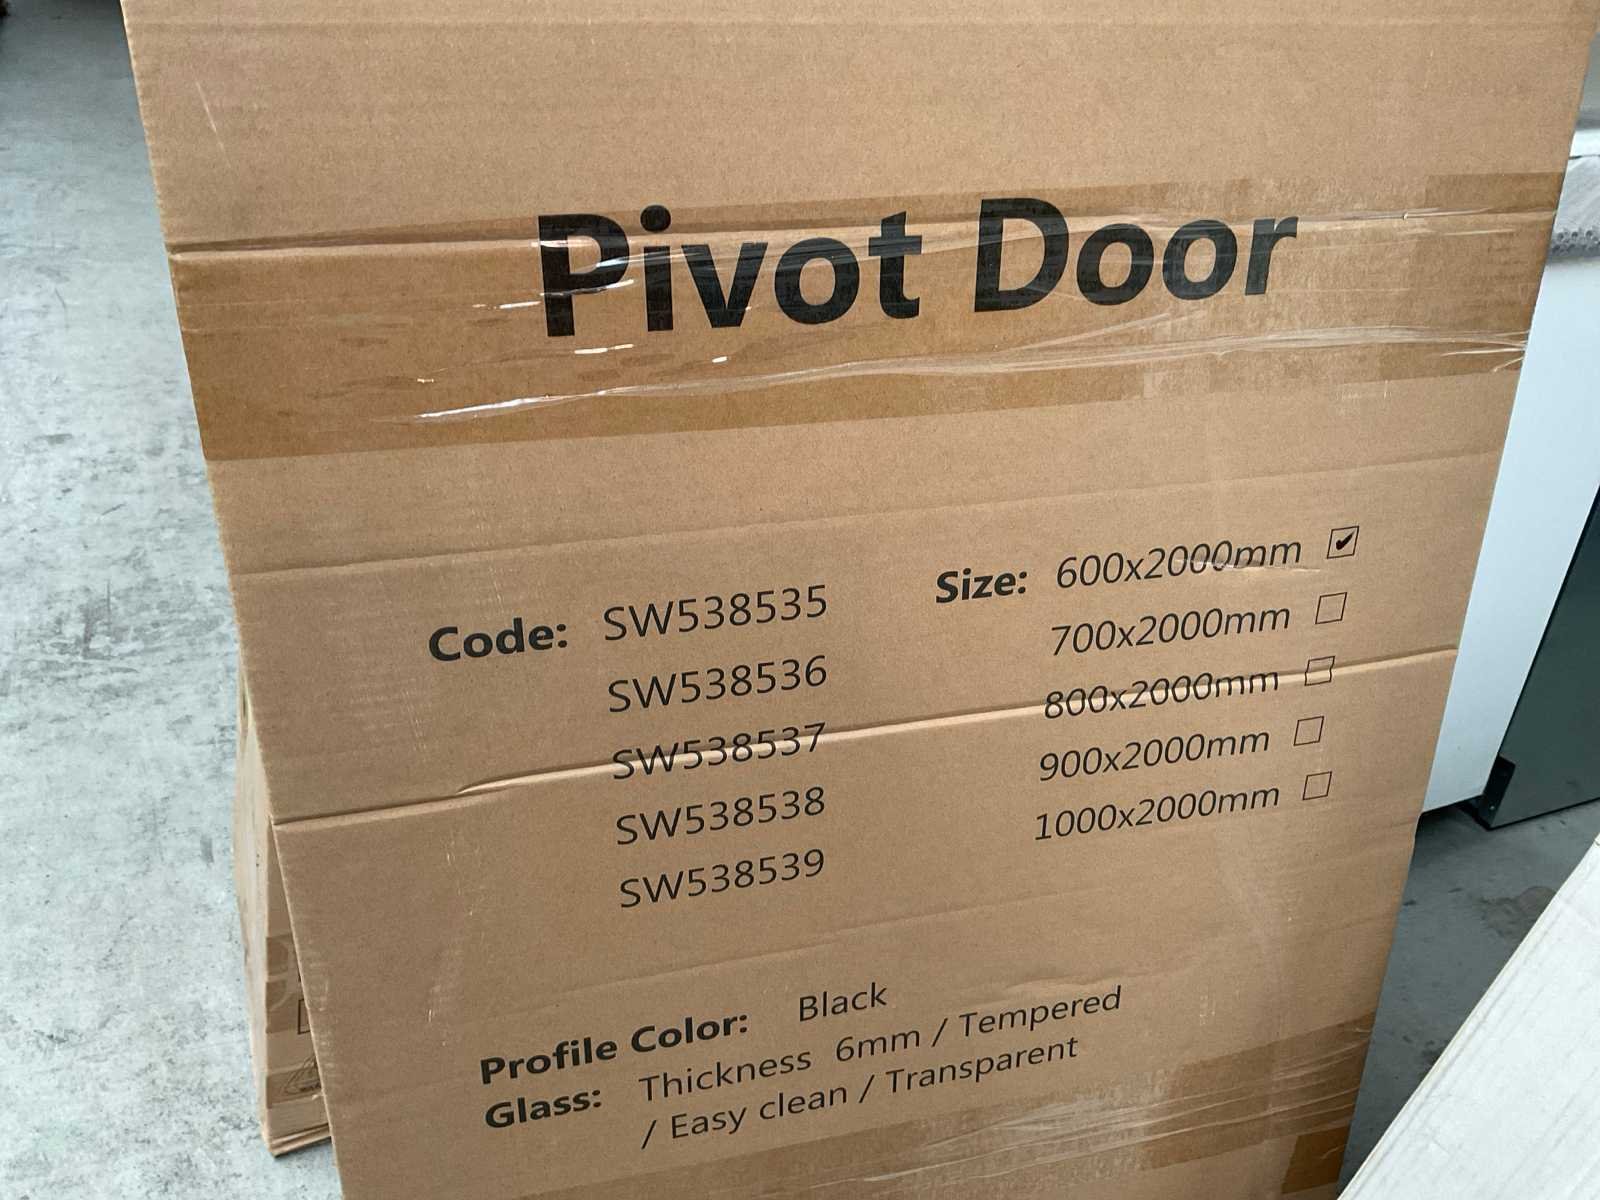 Pivot Door
Code: SW538535
SW538536
SW538537
SW538538
SW538539
Size: 600x2000mm ☑
700x2000mm ☐
800x2000mm ☐
900x2000mm ☐
1000x2000mm ☐
Profile Color: Black
Glass: Thickness 6mm / Tempered
/ Easy clean / Transparent